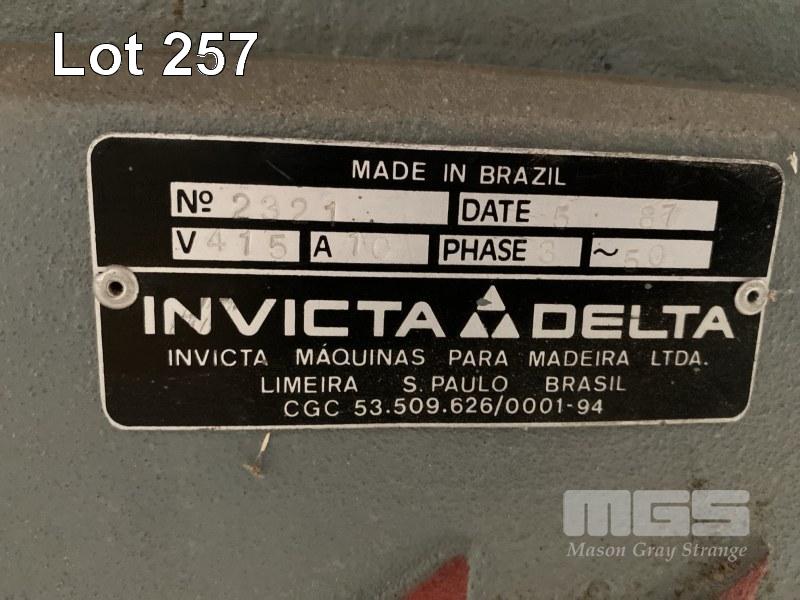 Lot 257
MADE IN BRAZIL
Nº 2321 DATE 5 87
V 415 A 10 PHASE 3 ~ 50
INVICTA DELTA
INVICTA MÁQUINAS PARA MADEIRA LTDA.
LIMEIRA S. PAULO BRASIL
CGC 53.509.626/0001-94
MGS
Mason Gray Strange